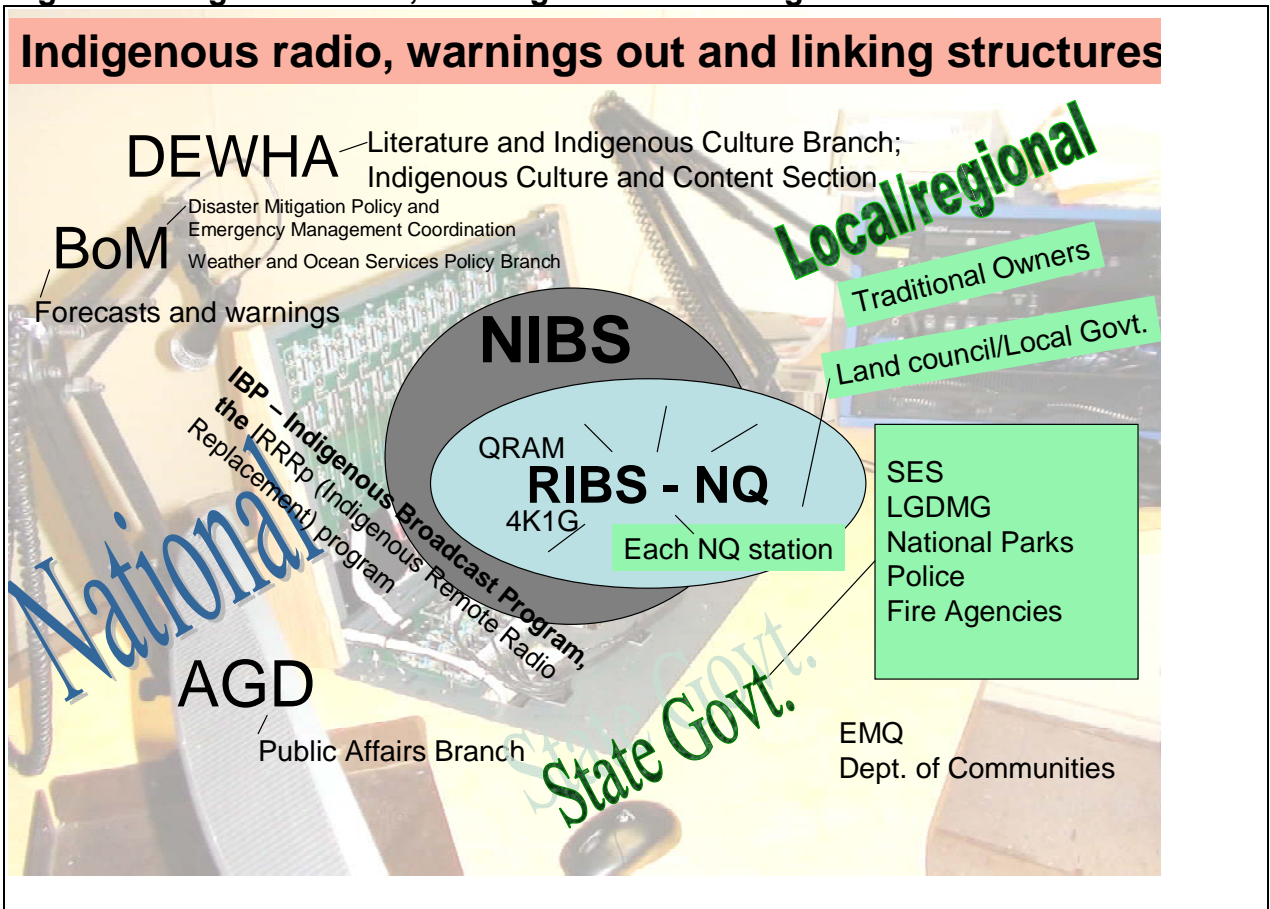 Indigenous radio, warnings out and linking structures
DEWHA
Literature and Indigenous Culture Branch;
Indigenous Culture and Content Section
Local/regional
Disaster Mitigation Policy and
Emergency Management Coordination
BoM
Weather and Ocean Services Policy Branch
Forecasts and warnings
Traditional Owners
Land council/Local Govt.
NIBS
IBP – Indigenous Broadcast Program,
the IRRRp (Indigenous Remote Radio
Replacement) program
QRAM
RIBS - NQ
4K1G
Each NQ station
SES
LGDMG
National Parks
Police
Fire Agencies
National
AGD
Public Affairs Branch
State Govt.
EMQ
Dept. of Communities